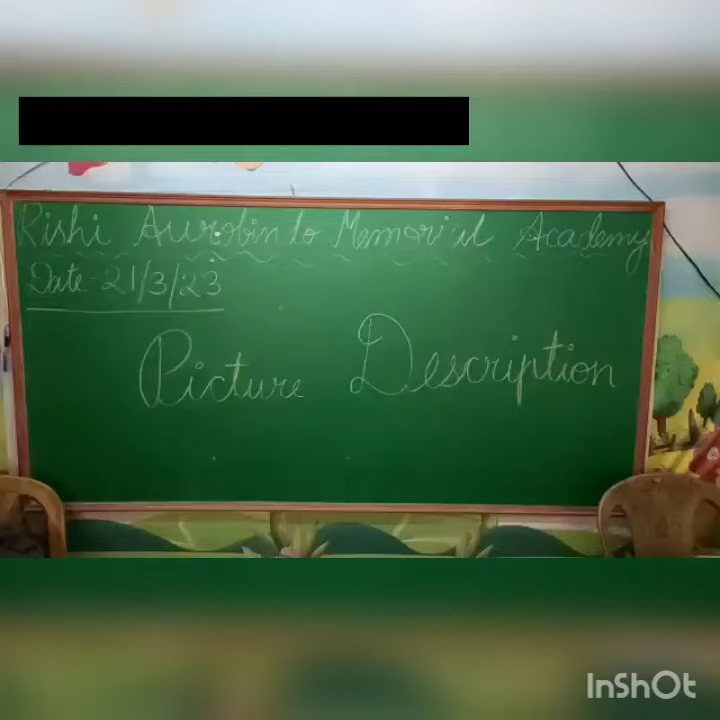 Rishi Aurobindo Memorial Academy
Date - 21/3/23
Picture Description
InShOt